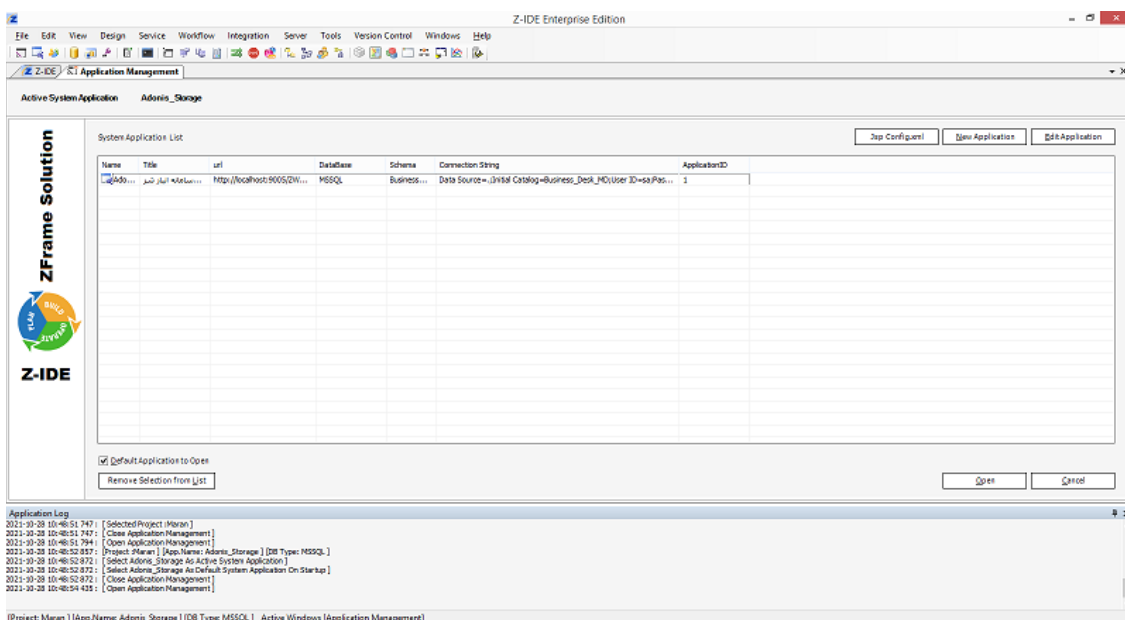 Z-IDE Enterprise Edition
File Edit View Design Service Workflow Integration Server Tools Version Control Windows Help
Z-IDE Application Management
Active System Application Adonis_Storage
ZFrame Solution
PLAN BUILD OPERATE
Z-IDE
System Application List
Jsp Config.xml New Application Edit Application
Name Title url DataBase Schema Connection String ApplicationID
Ado... سامانه انبار ... http://localhost:9005/ZW... MSSQL Business... Data Source=.;Initial Catalog=Business_Desk_MD;User ID=sa;Pas... 1
Default Application to Open
Remove Selection from List Open Cancel
Application Log
2021-10-28 10:48:51 747 : [ Selected Project :Maran ]
2021-10-28 10:48:51 747 : [ Close Application Management ]
2021-10-28 10:48:51 794 : [ Open Application Management ]
2021-10-28 10:48:52 857 : [Project :Maran ] [App.Name: Adonis_Storage ] [DB Type: MSSQL ]
2021-10-28 10:48:52 872 : [ Select Adonis_Storage As Active System Application ]
2021-10-28 10:48:52 872 : [ Select Adonis_Storage As Default System Application On Startup ]
2021-10-28 10:48:52 872 : [ Close Application Management ]
2021-10-28 10:48:54 435 : [ Open Application Management ]
[Project: Maran ] [App.Name: Adonis_Storage ] [DB Type: MSSQL ] Active Windows [Application Management]